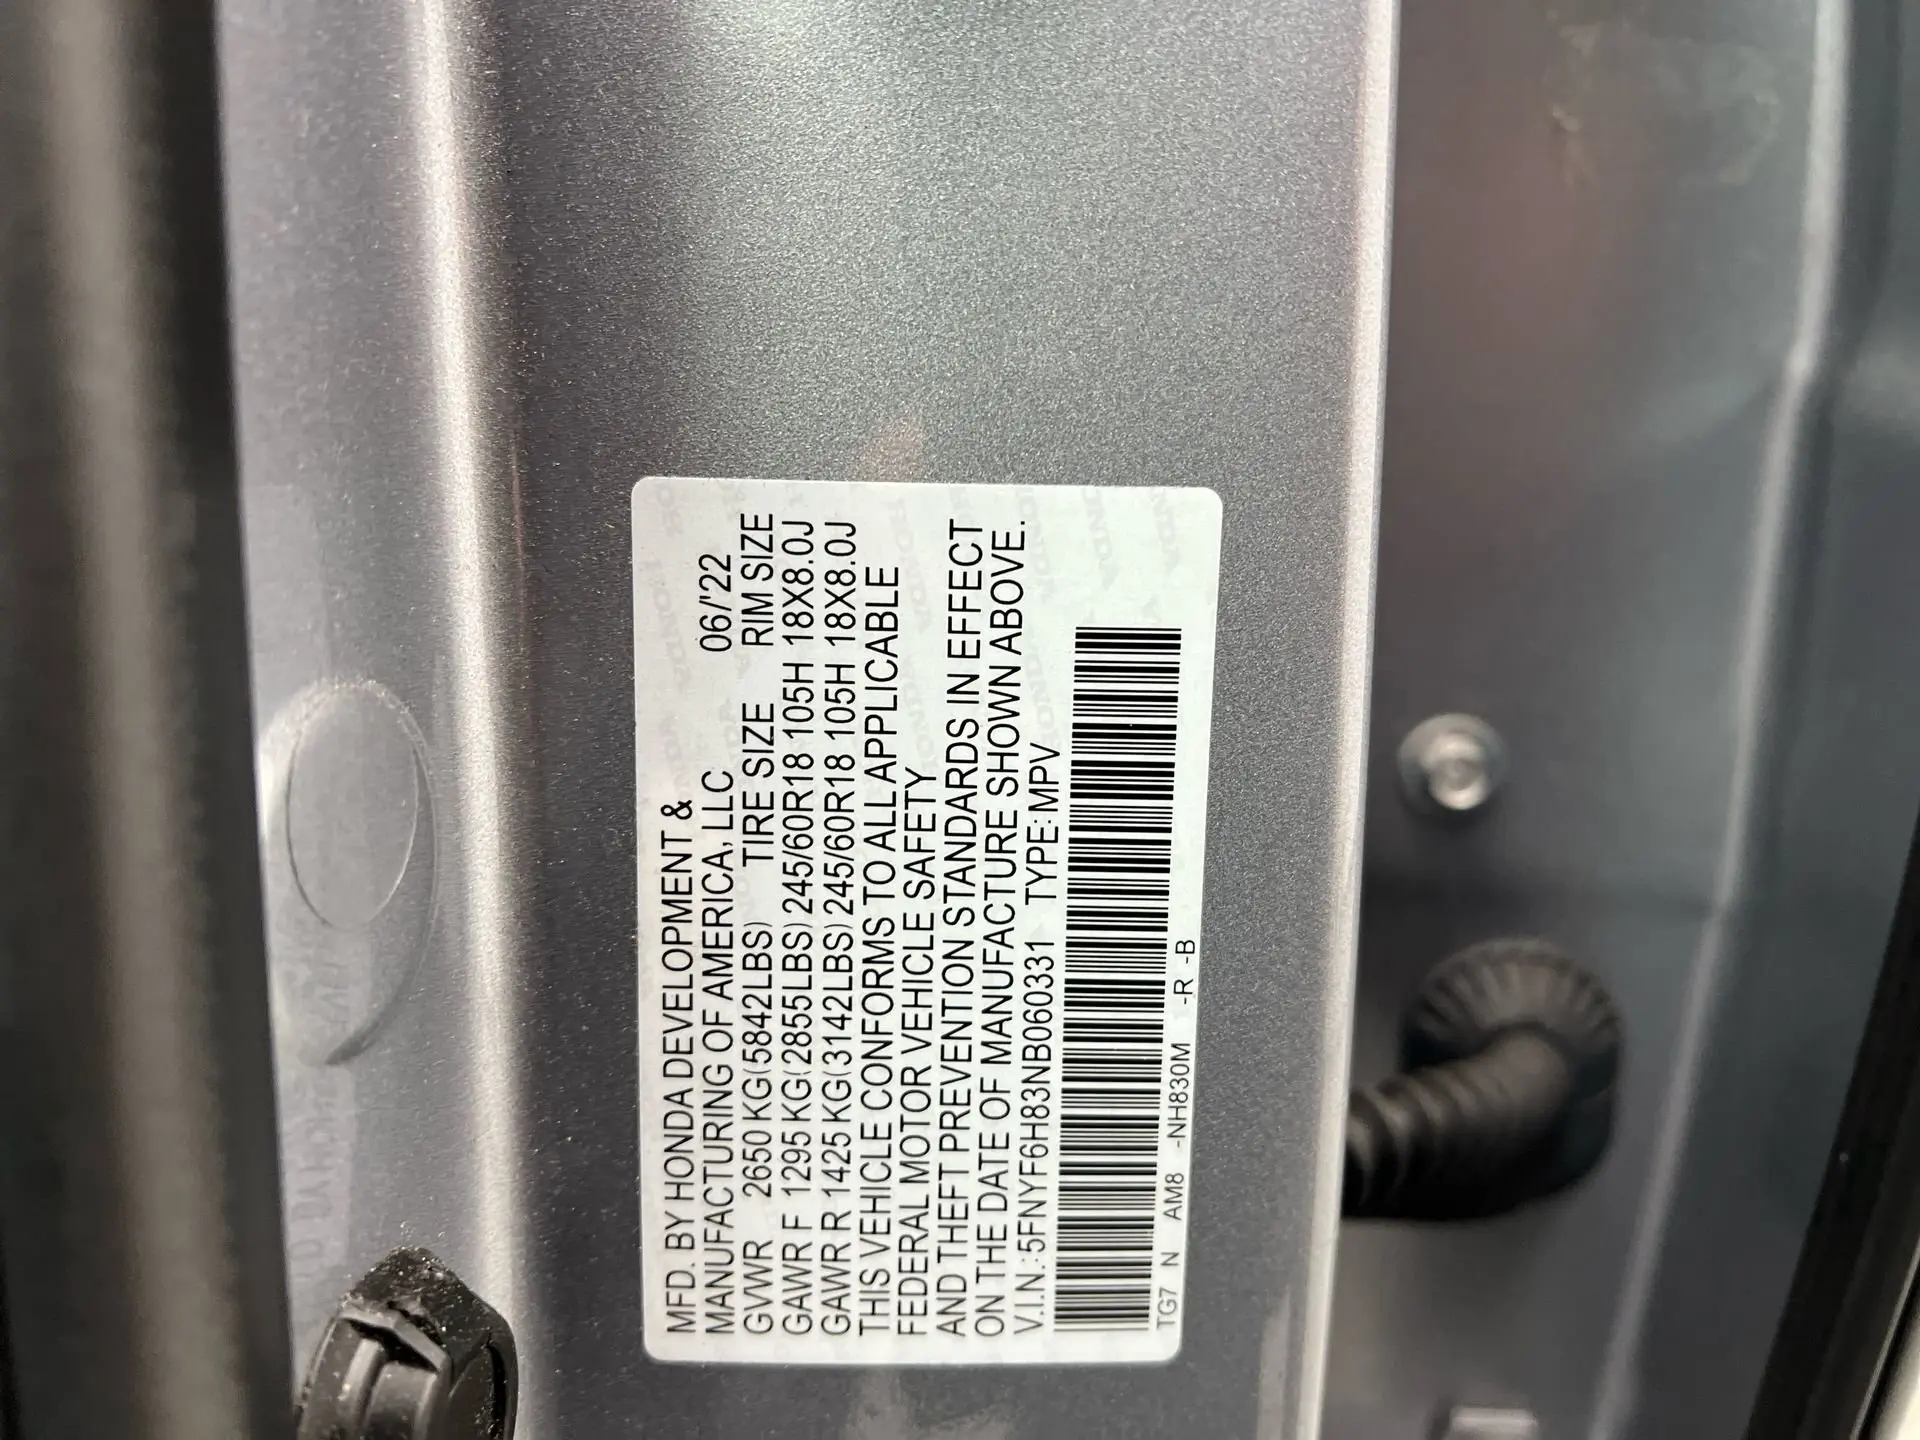 MFD. BY HONDA DEVELOPMENT &
MANUFACTURING OF AMERICA, LLC 06/'22
GVWR 2650 KG(5842LBS) TIRE SIZE RIM SIZE
GAWR F 1295 KG(2855LBS) 245/60R18 105H 18X8.0J
GAWR R 1425 KG(3142LBS) 245/60R18 105H 18X8.0J
THIS VEHICLE CONFORMS TO ALL APPLICABLE
FEDERAL MOTOR VEHICLE SAFETY
AND THEFT PREVENTION STANDARDS IN EFFECT
ON THE DATE OF MANUFACTURE SHOWN ABOVE.
V.I.N.:5FNYF6H83NB060331 TYPE:MPV
TG7 N AM8 -NH830M -R -B